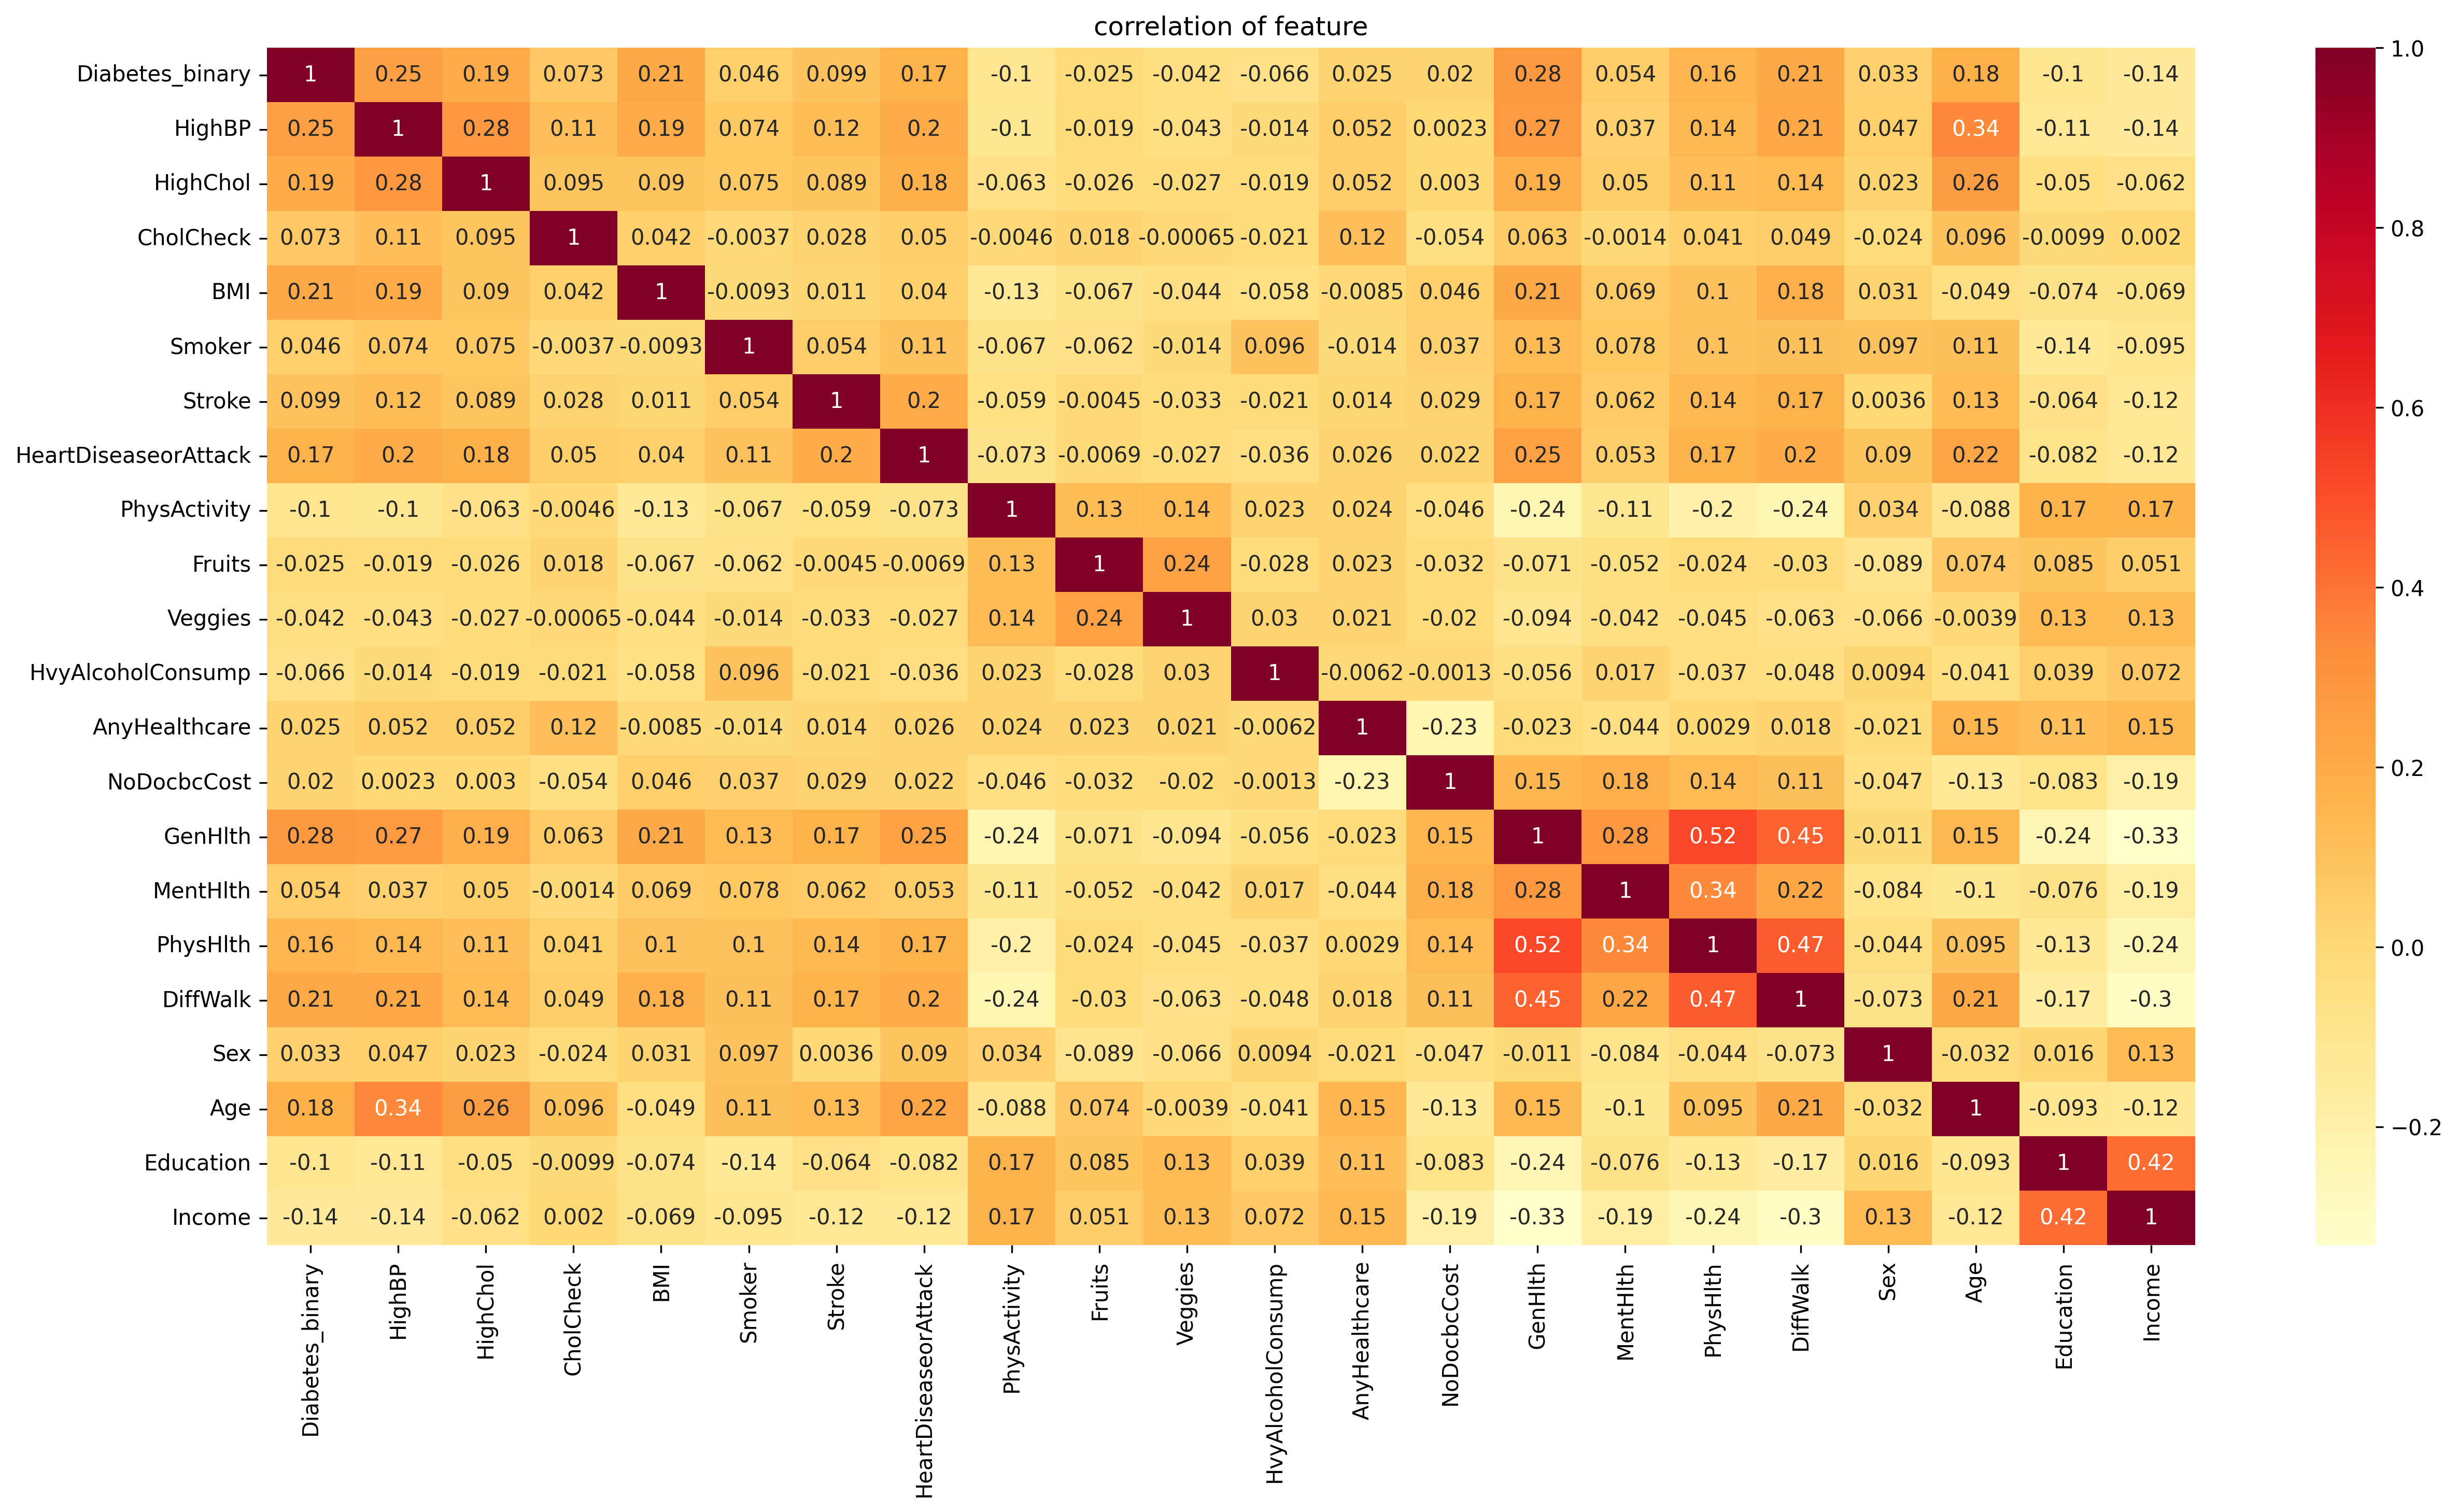 correlation of feature
Diabetes_binary 1 0.25 0.19 0.073 0.21 0.046 0.099 0.17 -0.1 -0.025 -0.042 -0.066 0.025 0.02 0.28 0.054 0.16 0.21 0.033 0.18 -0.1 -0.14
HighBP 0.25 1 0.28 0.11 0.19 0.074 0.12 0.2 -0.1 -0.019 -0.043 -0.014 0.052 0.0023 0.27 0.037 0.14 0.21 0.047 0.34 -0.11 -0.14
HighChol 0.19 0.28 1 0.095 0.09 0.075 0.089 0.18 -0.063 -0.026 -0.027 -0.019 0.052 0.003 0.19 0.05 0.11 0.14 0.023 0.26 -0.05 -0.062
CholCheck 0.073 0.11 0.095 1 0.042 -0.0037 0.028 0.05 -0.0046 0.018 -0.00065 -0.021 0.12 -0.054 0.063 -0.0014 0.041 0.049 -0.024 0.096 -0.0099 0.002
BMI 0.21 0.19 0.09 0.042 1 -0.0093 0.011 0.04 -0.13 -0.067 -0.044 -0.058 -0.0085 0.046 0.21 0.069 0.1 0.18 0.031 -0.049 -0.074 -0.069
Smoker 0.046 0.074 0.075 -0.0037 -0.0093 1 0.054 0.11 -0.067 -0.062 -0.014 0.096 -0.014 0.037 0.13 0.078 0.1 0.11 0.097 0.11 -0.14 -0.095
Stroke 0.099 0.12 0.089 0.028 0.011 0.054 1 0.2 -0.059 -0.0045 -0.033 -0.021 0.014 0.029 0.17 0.062 0.14 0.17 0.0036 0.13 -0.064 -0.12
HeartDiseaseorAttack 0.17 0.2 0.18 0.05 0.04 0.11 0.2 1 -0.073 -0.0069 -0.027 -0.036 0.026 0.022 0.25 0.053 0.17 0.2 0.09 0.22 -0.082 -0.12
PhysActivity -0.1 -0.1 -0.063 -0.0046 -0.13 -0.067 -0.059 -0.073 1 0.13 0.14 0.023 0.024 -0.046 -0.24 -0.11 -0.2 -0.24 0.034 -0.088 0.17 0.17
Fruits -0.025 -0.019 -0.026 0.018 -0.067 -0.062 -0.0045 -0.0069 0.13 1 0.24 -0.028 0.023 -0.032 -0.071 -0.052 -0.024 -0.03 -0.089 0.074 0.085 0.051
Veggies -0.042 -0.043 -0.027 -0.00065 -0.044 -0.014 -0.033 -0.027 0.14 0.24 1 0.03 0.021 -0.02 -0.094 -0.042 -0.045 -0.063 -0.066 -0.0039 0.13 0.13
HvyAlcoholConsump -0.066 -0.014 -0.019 -0.021 -0.058 0.096 -0.021 -0.036 0.023 -0.028 0.03 1 -0.0062 -0.0013 -0.056 0.017 -0.037 -0.048 0.0094 -0.041 0.039 0.072
AnyHealthcare 0.025 0.052 0.052 0.12 -0.0085 -0.014 0.014 0.026 0.024 0.023 0.021 -0.0062 1 -0.23 -0.023 -0.044 0.0029 0.018 -0.021 0.15 0.11 0.15
NoDocbcCost 0.02 0.0023 0.003 -0.054 0.046 0.037 0.029 0.022 -0.046 -0.032 -0.02 -0.0013 -0.23 1 0.15 0.18 0.14 0.11 -0.047 -0.13 -0.083 -0.19
GenHlth 0.28 0.27 0.19 0.063 0.21 0.13 0.17 0.25 -0.24 -0.071 -0.094 -0.056 -0.023 0.15 1 0.28 0.52 0.45 -0.011 0.15 -0.24 -0.33
MentHlth 0.054 0.037 0.05 -0.0014 0.069 0.078 0.062 0.053 -0.11 -0.052 -0.042 0.017 -0.044 0.18 0.28 1 0.34 0.22 -0.084 -0.1 -0.076 -0.19
PhysHlth 0.16 0.14 0.11 0.041 0.1 0.1 0.14 0.17 -0.2 -0.024 -0.045 -0.037 0.0029 0.14 0.52 0.34 1 0.47 -0.044 0.095 -0.13 -0.24
DiffWalk 0.21 0.21 0.14 0.049 0.18 0.11 0.17 0.2 -0.24 -0.03 -0.063 -0.048 0.018 0.11 0.45 0.22 0.47 1 -0.073 0.21 -0.17 -0.3
Sex 0.033 0.047 0.023 -0.024 0.031 0.097 0.0036 0.09 0.034 -0.089 -0.066 0.0094 -0.021 -0.047 -0.011 -0.084 -0.044 -0.073 1 -0.032 0.016 0.13
Age 0.18 0.34 0.26 0.096 -0.049 0.11 0.13 0.22 -0.088 0.074 -0.0039 -0.041 0.15 -0.13 0.15 -0.1 0.095 0.21 -0.032 1 -0.093 -0.12
Education -0.1 -0.11 -0.05 -0.0099 -0.074 -0.14 -0.064 -0.082 0.17 0.085 0.13 0.039 0.11 -0.083 -0.24 -0.076 -0.13 -0.17 0.016 -0.093 1 0.42
Income -0.14 -0.14 -0.062 0.002 -0.069 -0.095 -0.12 -0.12 0.17 0.051 0.13 0.072 0.15 -0.19 -0.33 -0.19 -0.24 -0.3 0.13 -0.12 0.42 1
Diabetes_binary
HighBP
HighChol
CholCheck
BMI
Smoker
Stroke
HeartDiseaseorAttack
PhysActivity
Fruits
Veggies
HvyAlcoholConsump
AnyHealthcare
NoDocbcCost
GenHlth
MentHlth
PhysHlth
DiffWalk
Sex
Age
Education
Income
1.0
0.8
0.6
0.4
0.2
0.0
−0.2